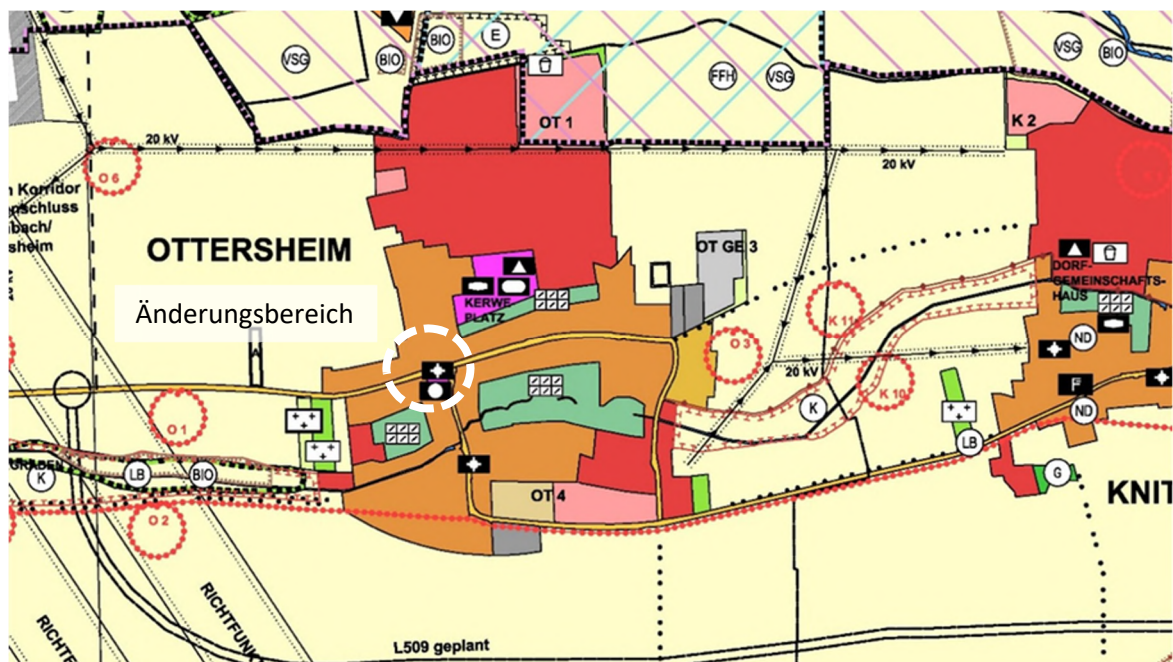 VSG
BIO
BIO
E
FFH
VSG
VSG
BIO
OT 1
K 2
20 kV
20 kV
O 6
Korridor
schluss
bach/
sheim
OTTERSHEIM
OT GE 3
DORF-
GEMEINSCHAFTS-
HAUS
KERWE
PLATZ
Änderungsbereich
K 11
O 3
ND
20 kV
K 10
F
K
ND
O 1
LB
GRABEN
K
LB
BIO
G
OT 4
KNIT
O 2
RICHTFUNK
RICHTF
L509 geplant